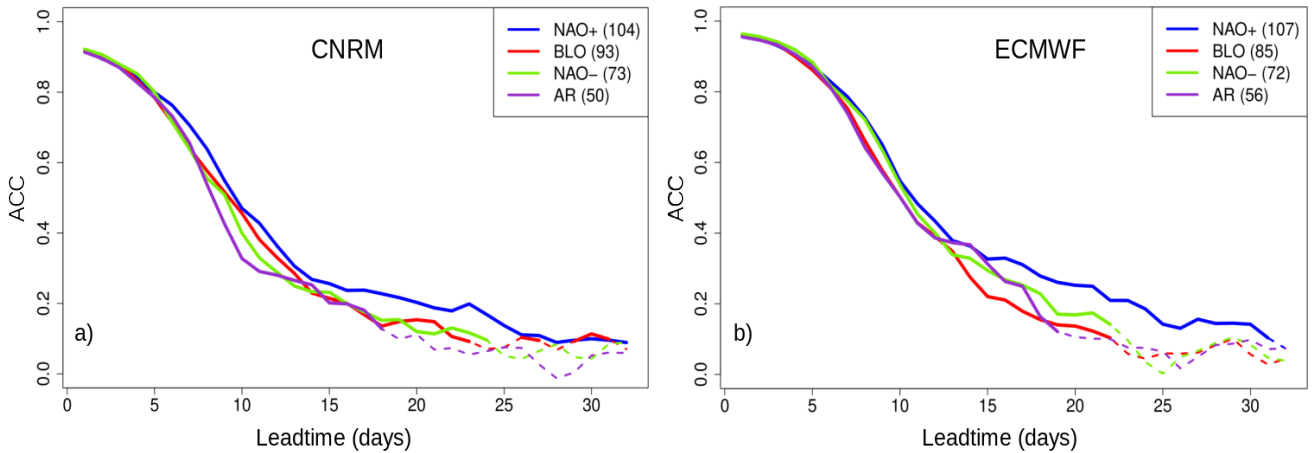 CNRM
NAO+ (104)
BLO (93)
NAO− (73)
AR (50)
ACC
1.0
0.8
0.6
0.4
0.2
0.0
a)
0 5 10 15 20 25 30
Leadtime (days)
ECMWF
NAO+ (107)
BLO (85)
NAO− (72)
AR (56)
ACC
1.0
0.8
0.6
0.4
0.2
0.0
b)
0 5 10 15 20 25 30
Leadtime (days)